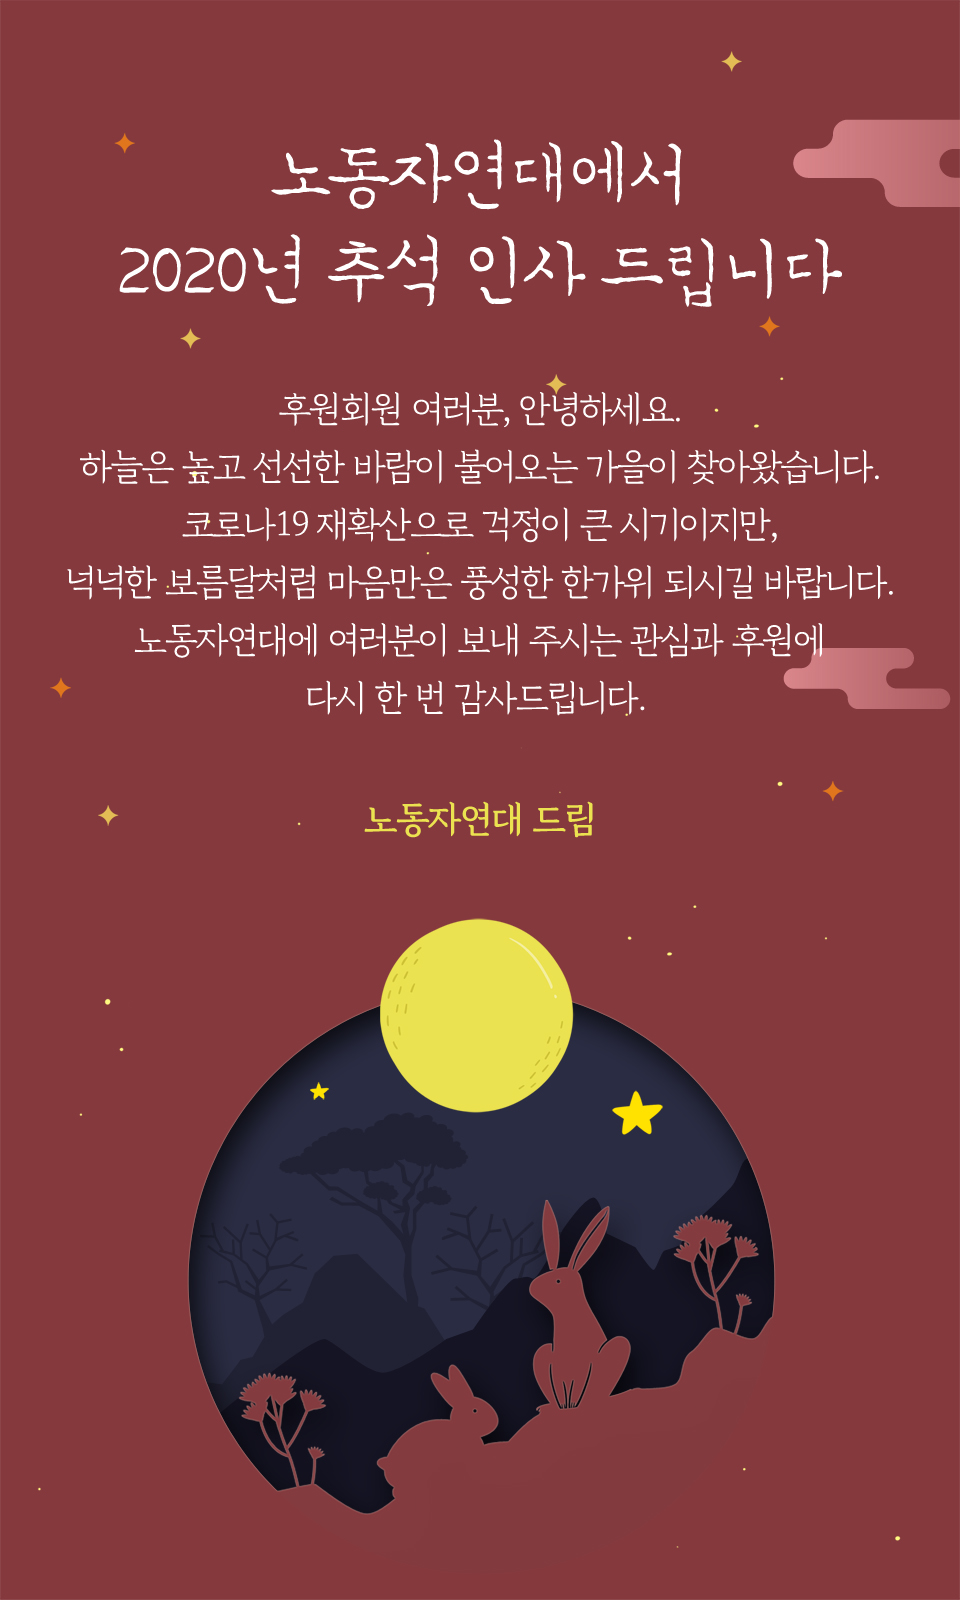 노동자연대에서
2020년 추석 인사 드립니다
후원회원 여러분, 안녕하세요.
하늘은 높고 선선한 바람이 불어오는 가을이 찾아왔습니다.
코로나19 재확산으로 걱정이 큰 시기이지만,
넉넉한 보름달처럼 마음만은 풍성한 한가위 되시길 바랍니다.
노동자연대에 여러분이 보내 주시는 관심과 후원에
다시 한 번 감사드립니다.
노동자연대 드림